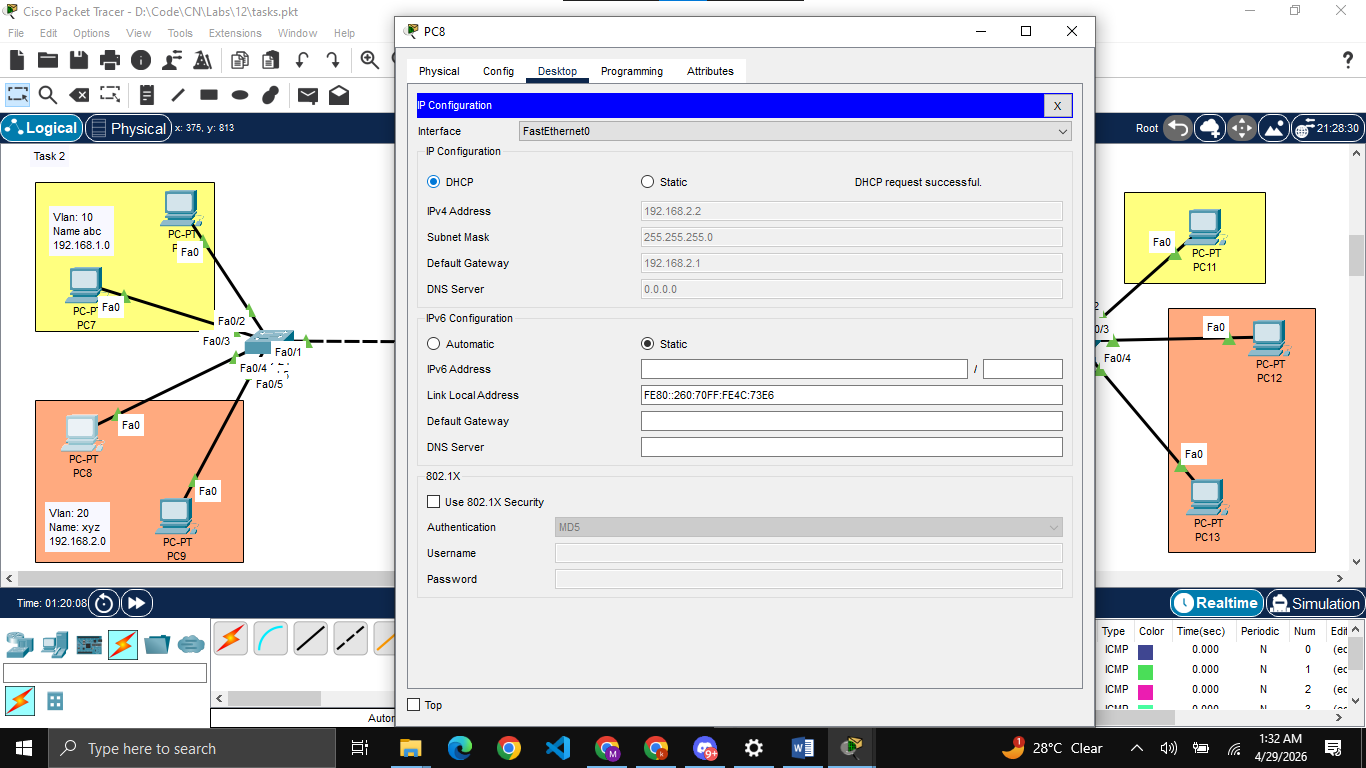 Cisco Packet Tracer - D:\Code\CN\Labs\12\tasks.pkt
File Edit Options View Tools Extensions Window Help
Logical
Physical
x: 375, y: 813
Root
21:28:30
Task 2
Vlan: 10
Name abc
192.168.1.0
PC-PT
Fa0
PC-PT
PC7
Fa0
Fa0/2
Fa0/3
Fa0/1
Fa0/4
Fa0/5
Fa0
PC-PT
PC8
Fa0
Vlan: 20
Name: xyz
192.168.2.0
PC-PT
PC9
PC8
Physical Config Desktop Programming Attributes
IP Configuration
X
Interface FastEthernet0
IP Configuration
DHCP Static DHCP request successful.
IPv4 Address 192.168.2.2
Subnet Mask 255.255.255.0
Default Gateway 192.168.2.1
DNS Server 0.0.0.0
IPv6 Configuration
Automatic Static
IPv6 Address /
Link Local Address FE80::260:70FF:FE4C:73E6
Default Gateway
DNS Server
802.1X
Use 802.1X Security
Authentication MD5
Username
Password
Top
Fa0
PC-PT
PC11
Fa0/4
Fa0
PC-PT
PC12
Fa0
PC-PT
PC13
Time: 01:20:08
Realtime
Simulation
Type Color Time(sec) Periodic Num
ICMP 0.000 N 0
ICMP 0.000 N 1
ICMP 0.000 N 2
Type here to search
28°C Clear
1:32 AM
4/29/2026